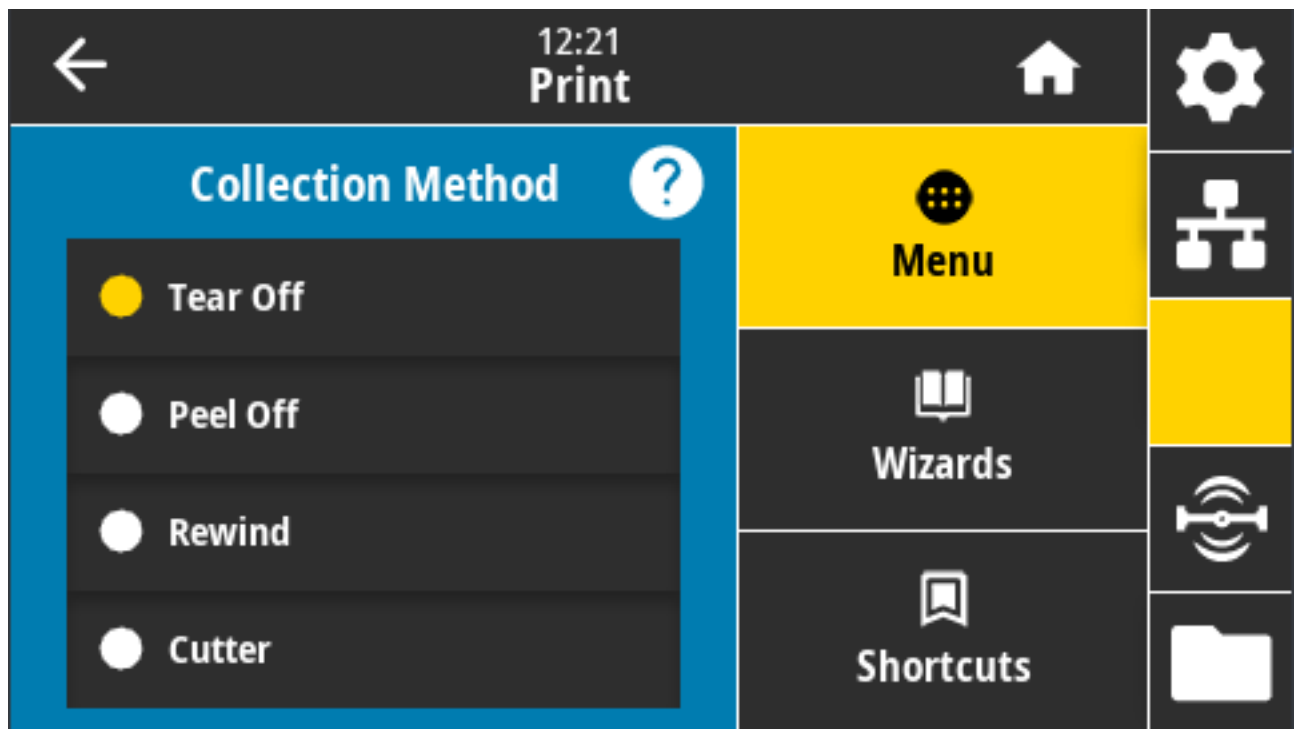 12:21
Print
Collection Method
?
Tear Off
Peel Off
Rewind
Cutter
Menu
Wizards
Shortcuts